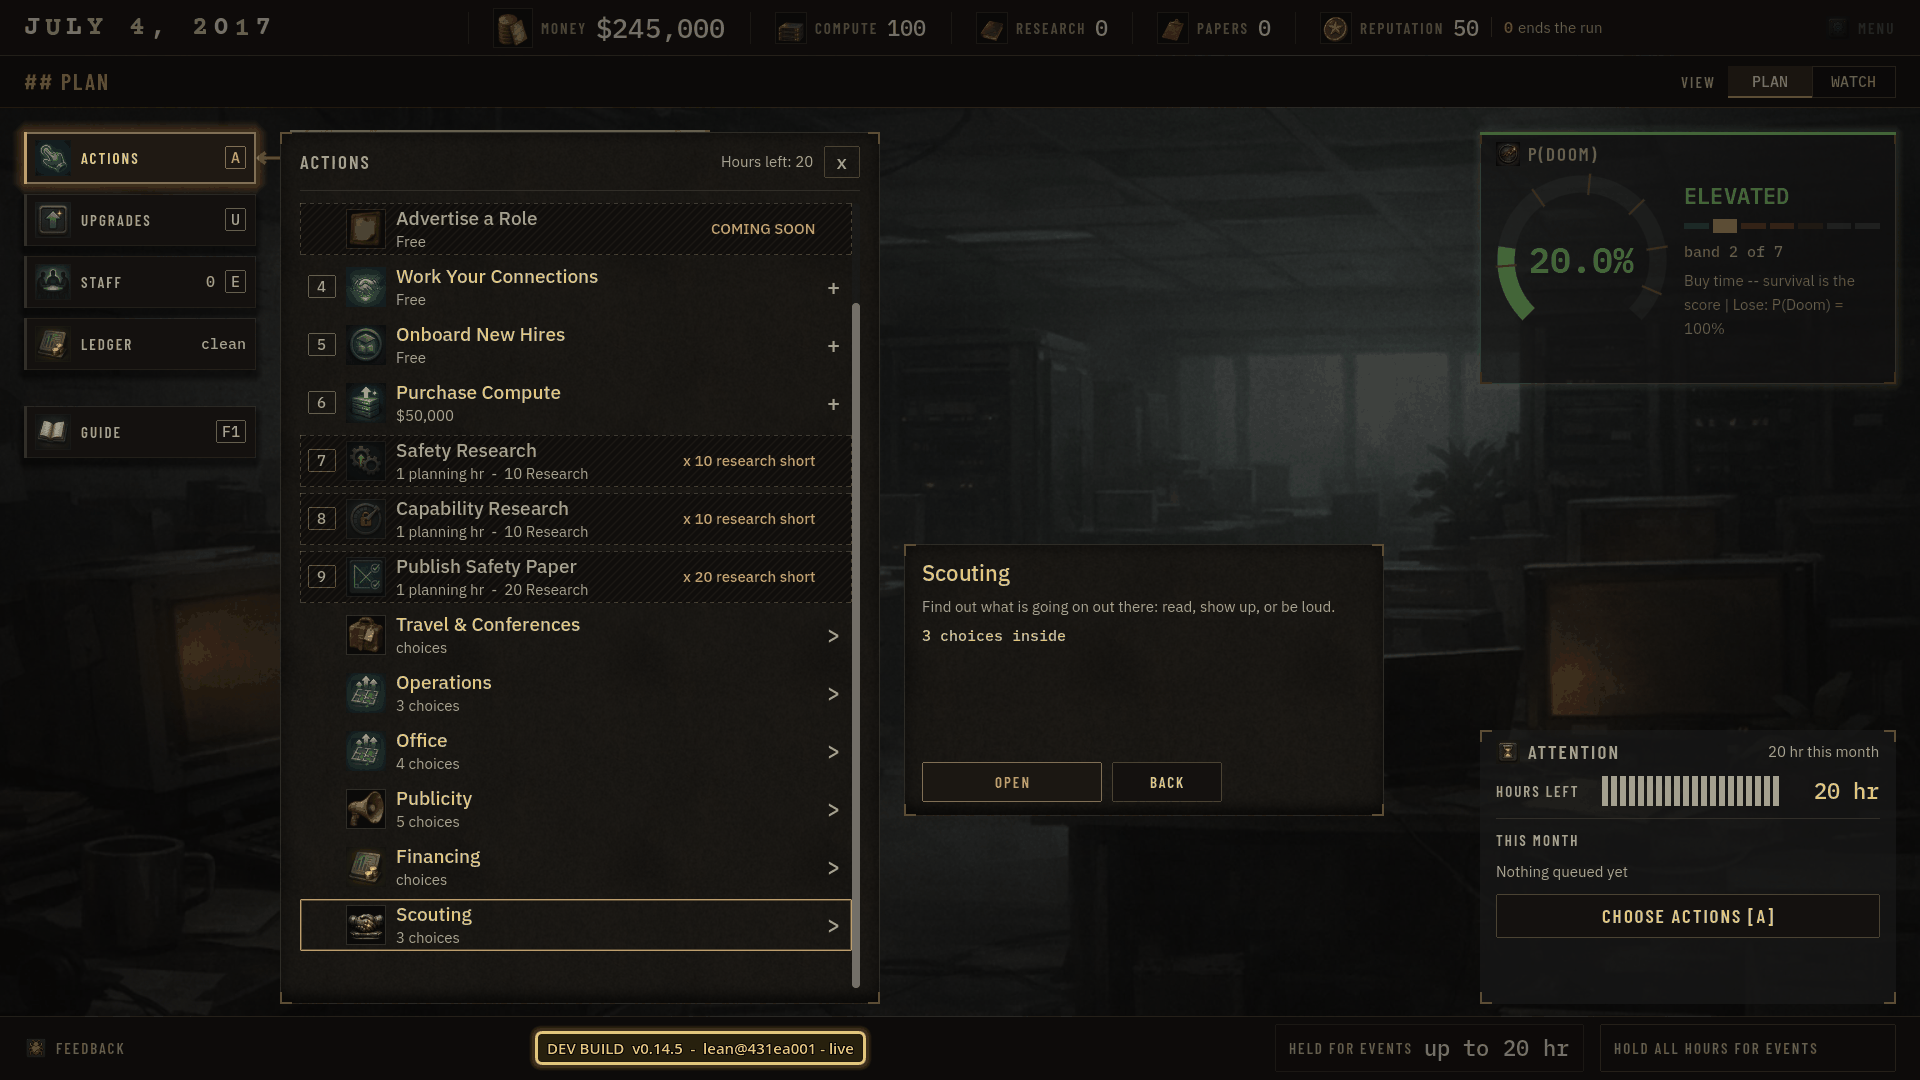 JULY 4, 2017
MONEY $245,000
COMPUTE 100
RESEARCH 0
PAPERS 0
REPUTATION 50
0 ends the run
MENU
## PLAN
VIEW
PLAN
WATCH
ACTIONS A
UPGRADES U
STAFF 0 E
LEDGER clean
GUIDE F1
ACTIONS
Hours left: 20
X
Advertise a Role
Free
COMING SOON
4
Work Your Connections
Free
+
5
Onboard New Hires
Free
+
6
Purchase Compute
$50,000
+
7
Safety Research
1 planning hr - 10 Research
x 10 research short
8
Capability Research
1 planning hr - 10 Research
x 10 research short
9
Publish Safety Paper
1 planning hr - 20 Research
x 20 research short
Travel & Conferences
choices
>
Operations
3 choices
>
Office
4 choices
>
Publicity
5 choices
>
Financing
choices
>
Scouting
3 choices
>
Scouting
Find out what is going on out there: read, show up, or be loud.
3 choices inside
OPEN
BACK
P(DOOM)
20.0%
ELEVATED
band 2 of 7
Buy time -- survival is the
score | Lose: P(Doom) =
100%
ATTENTION
20 hr this month
HOURS LEFT
20 hr
THIS MONTH
Nothing queued yet
CHOOSE ACTIONS [A]
FEEDBACK
DEV BUILD v0.14.5 - lean@431ea001 - live
HELD FOR EVENTS up to 20 hr
HOLD ALL HOURS FOR EVENTS